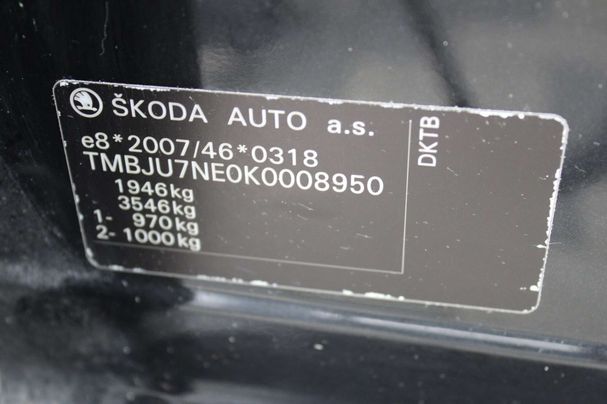 ŠKODA AUTO a.s.
e8*2007/46*0318
TMBJU7NE0K0008950
1946kg
3546kg
1- 970kg
2- 1000kg
DKTB